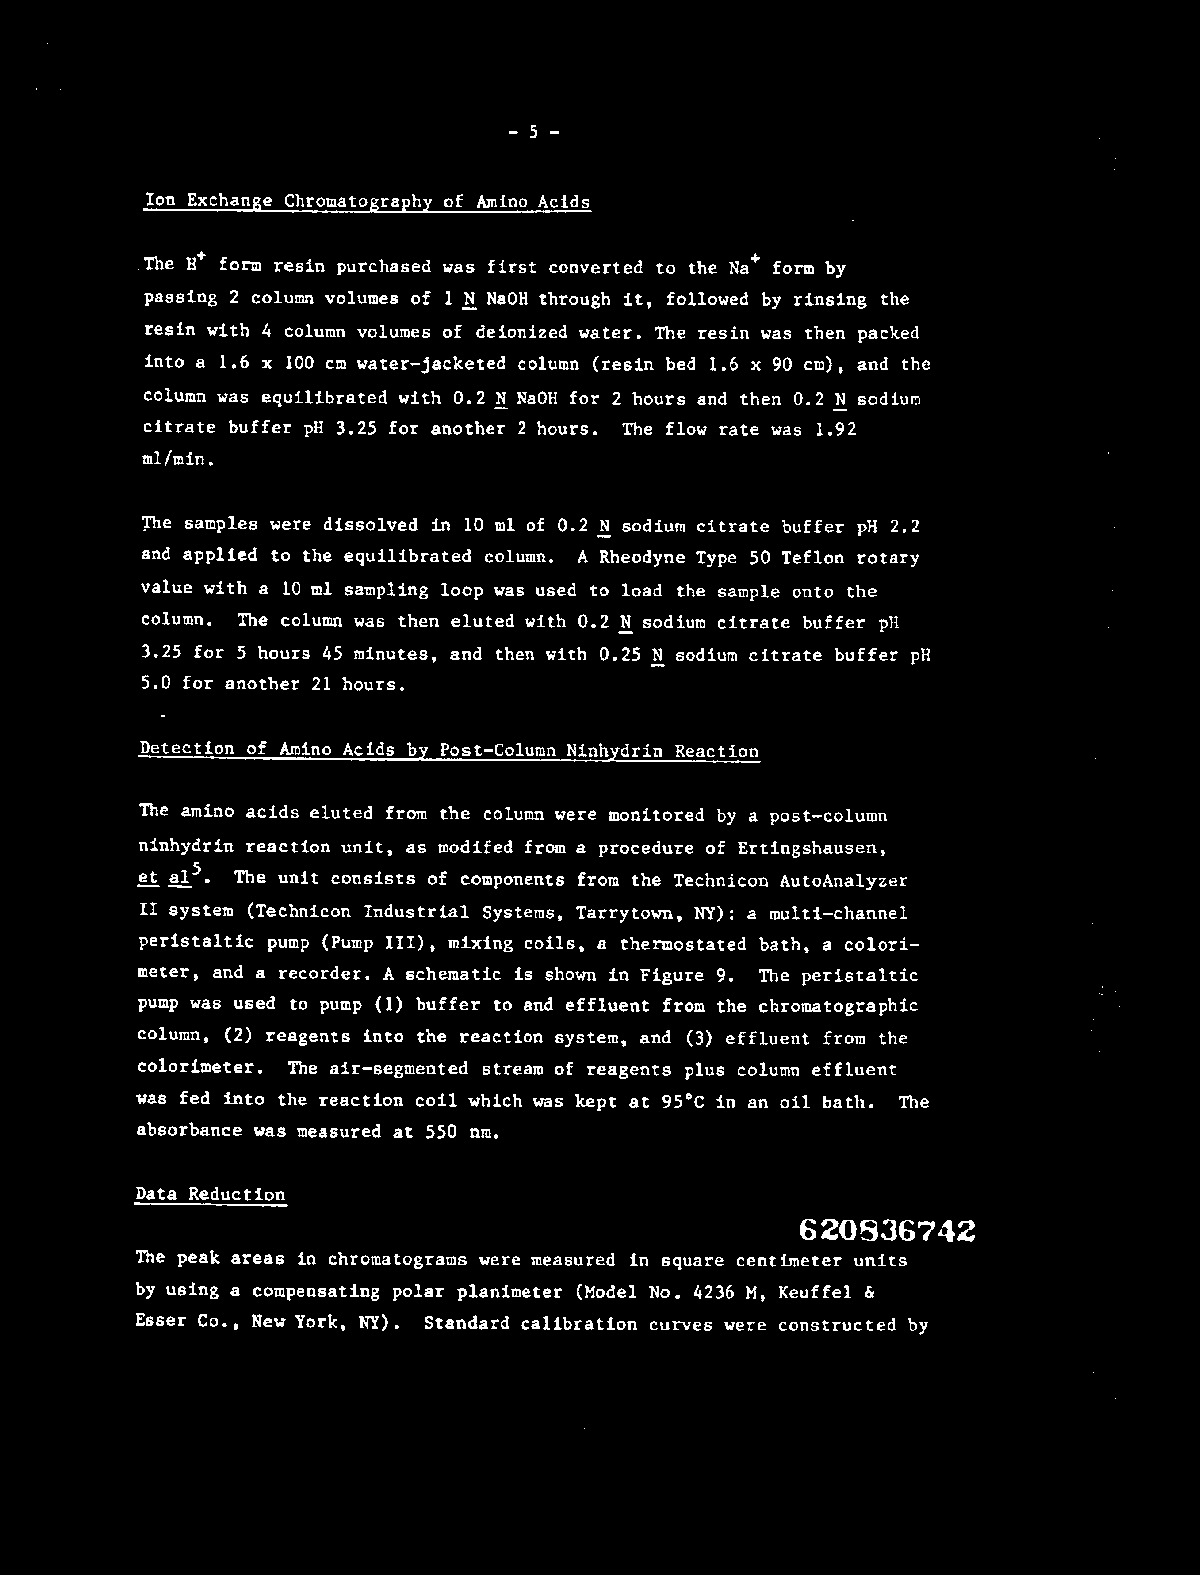 - 5 -
Ion Exchange Chromatography of Amino Acids
The H⁺ form resin purchased was first converted to the Na⁺ form by
passing 2 column volumes of 1 N NaOH through it, followed by rinsing the
resin with 4 column volumes of deionized water. The resin was then packed
into a 1.6 x 100 cm water-jacketed column (resin bed 1.6 x 90 cm), and the
column was equilibrated with 0.2 N NaOH for 2 hours and then 0.2 N sodium
citrate buffer pH 3.25 for another 2 hours. The flow rate was 1.92
ml/min.
The samples were dissolved in 10 ml of 0.2 N sodium citrate buffer pH 2.2
and applied to the equilibrated column. A Rheodyne Type 50 Teflon rotary
value with a 10 ml sampling loop was used to load the sample onto the
column. The column was then eluted with 0.2 N sodium citrate buffer pH
3.25 for 5 hours 45 minutes, and then with 0.25 N sodium citrate buffer pH
5.0 for another 21 hours.
Detection of Amino Acids by Post-Column Ninhydrin Reaction
The amino acids eluted from the column were monitored by a post-column
ninhydrin reaction unit, as modifed from a procedure of Ertingshausen,
et al⁵. The unit consists of components from the Technicon AutoAnalyzer
II system (Technicon Industrial Systems, Tarrytown, NY): a multi-channel
peristaltic pump (Pump III), mixing coils, a thermostated bath, a colori-
meter, and a recorder. A schematic is shown in Figure 9. The peristaltic
pump was used to pump (1) buffer to and effluent from the chromatographic
column, (2) reagents into the reaction system, and (3) effluent from the
colorimeter. The air-segmented stream of reagents plus column effluent
was fed into the reaction coil which was kept at 95°C in an oil bath. The
absorbance was measured at 550 nm.
Data Reduction
620836742
The peak areas in chromatograms were measured in square centimeter units
by using a compensating polar planimeter (Model No. 4236 M, Keuffel &
Esser Co., New York, NY). Standard calibration curves were constructed by